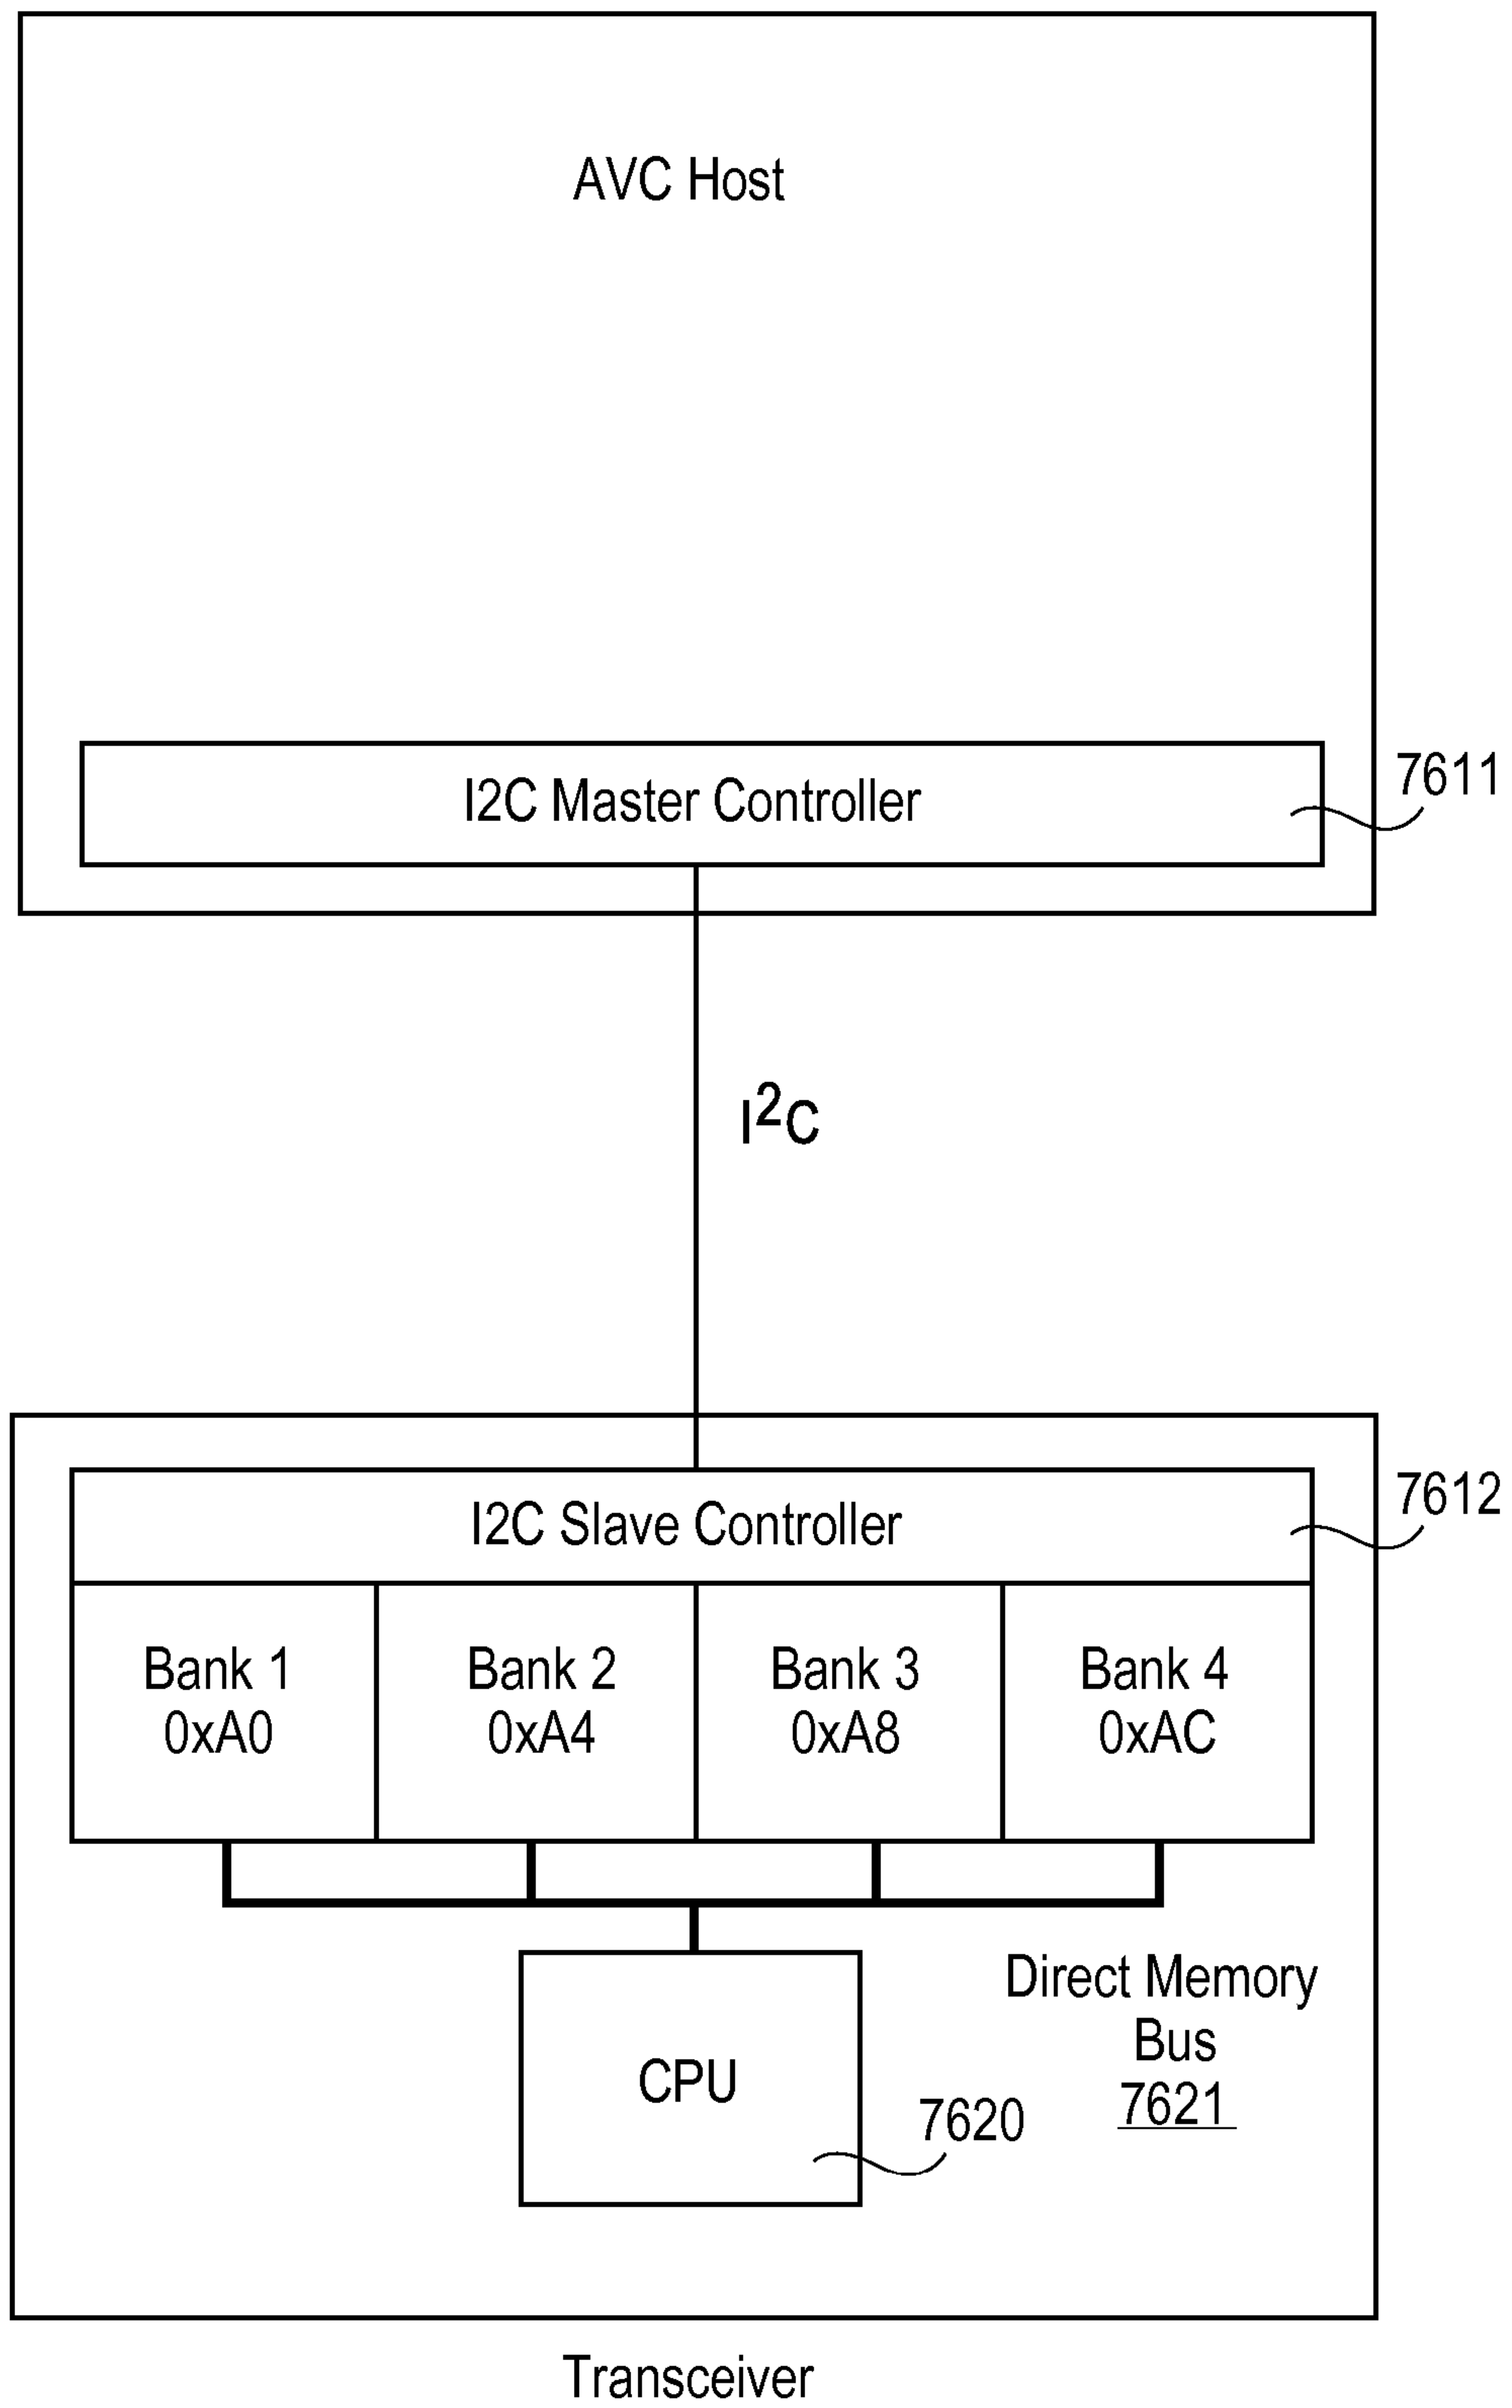 AVC Host
I2C Master Controller
7611
I²C
I2C Slave Controller
7612
Bank 1
0xA0
Bank 2
0xA4
Bank 3
0xA8
Bank 4
0xAC
CPU
7620
Direct Memory
Bus
7621
Transceiver